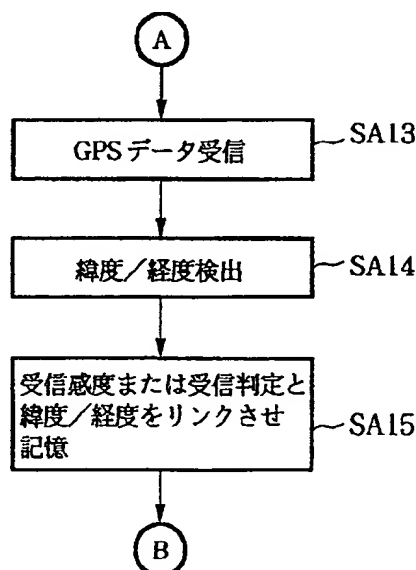 A
GPSデータ受信
SA13
緯度／経度検出
SA14
受信感度または受信判定と
緯度／経度をリンクさせ
記憶
SA15
B